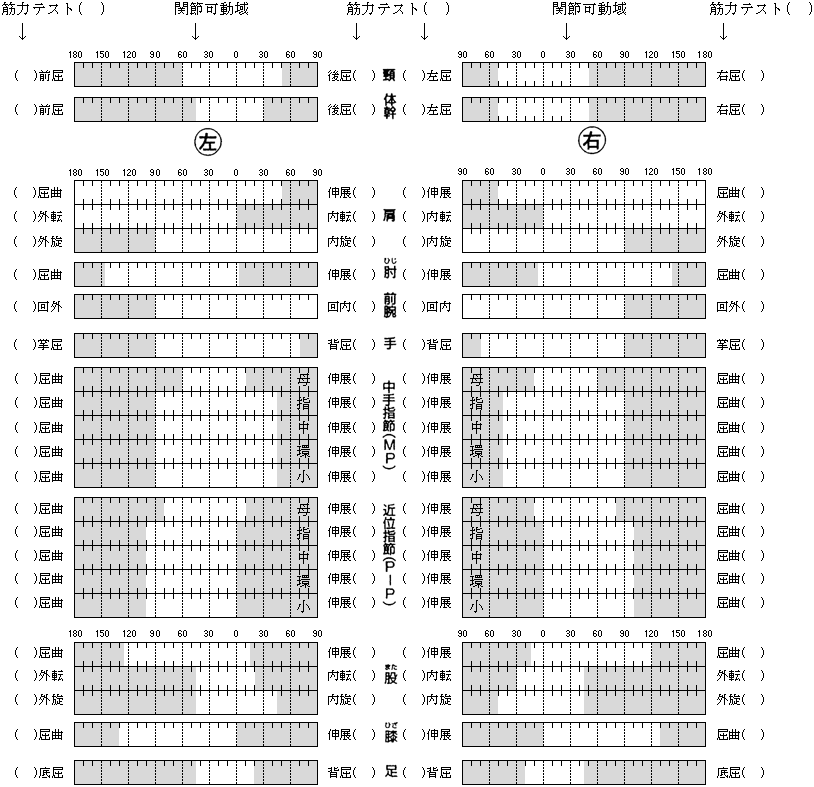 筋力テスト(　) 関節可動域 筋力テスト(　) 関節可動域 筋力テスト(　)
↓ ↓ ↓ ↓ ↓ ↓
180 150 90 60 30 0 30 60 90 90 60 30 0 30 60 90 120 150 180
(　)前屈 後屈(　) 頸 (　)左屈 右屈(　)
(　)前屈 後屈(　) 体幹 (　)左屈 右屈(　)
左 右
180 150 120 90 60 30 0 30 60 90 90 60 30 0 30 60 90 120 150 180
(　)屈曲 伸展(　) (　)伸展 屈曲(　)
(　)外転 内転(　) 肩 (　)内転 外転(　)
(　)外旋 内旋(　) (　)内旋 外旋(　)
ひじ
(　)屈曲 伸展(　) 肘 (　)伸展 屈曲(　)
(　)回外 回内(　) 前腕 (　)回内 回外(　)
(　)掌屈 背屈(　) 手 (　)背屈 掌屈(　)
中手指節(MP)
(　)屈曲 母 伸展(　) (　)伸展 母 屈曲(　)
(　)屈曲 指 伸展(　) (　)伸展 指 屈曲(　)
(　)屈曲 中 伸展(　) (　)伸展 中 屈曲(　)
(　)屈曲 環 伸展(　) (　)伸展 環 屈曲(　)
(　)屈曲 小 伸展(　) (　)伸展 小 屈曲(　)
近位指節(PIP)
(　)屈曲 母 伸展(　) (　)伸展 母 屈曲(　)
(　)屈曲 指 伸展(　) (　)伸展 指 屈曲(　)
(　)屈曲 中 伸展(　) (　)伸展 中 屈曲(　)
(　)屈曲 環 伸展(　) (　)伸展 環 屈曲(　)
(　)屈曲 小 伸展(　) (　)伸展 小 屈曲(　)
180 150 120 90 60 30 0 30 60 90 90 60 30 0 30 60 90 120 150 180
(　)屈曲 伸展(　) (　)伸展 屈曲(　)
また
(　)外転 内転(　) 股 (　)内転 外転(　)
(　)外旋 内旋(　) (　)内旋 外旋(　)
ひざ
(　)屈曲 伸展(　) 膝 (　)伸展 屈曲(　)
(　)底屈 背屈(　) 足 (　)背屈 底屈(　)